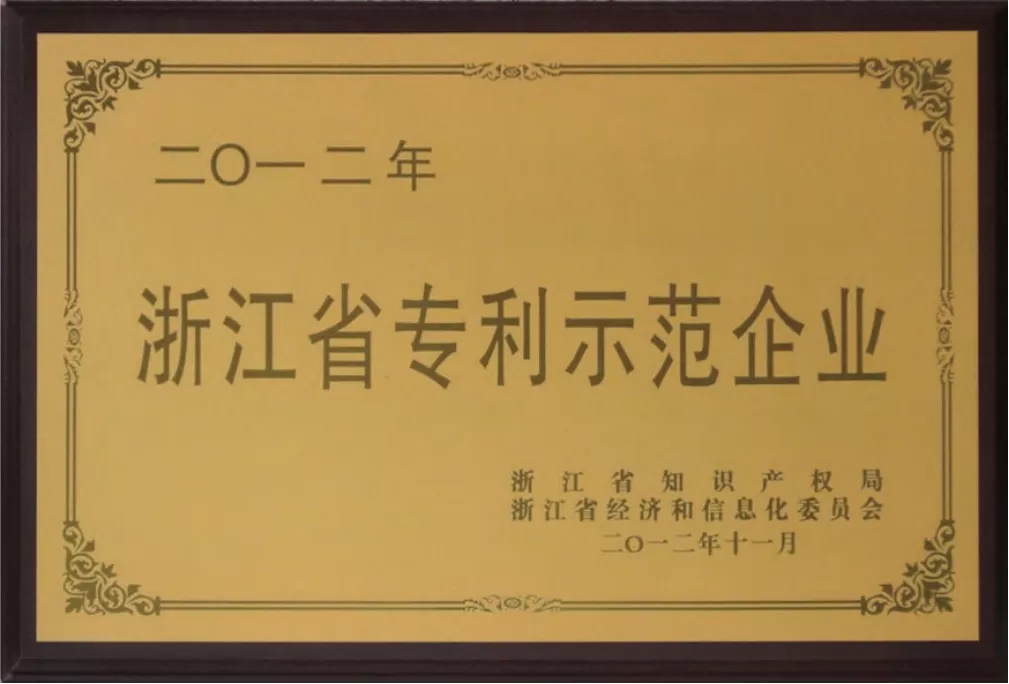 二〇一二年
浙江省专利示范企业
浙江省知识产权局
浙江省经济和信息化委员会
二〇一二年十一月